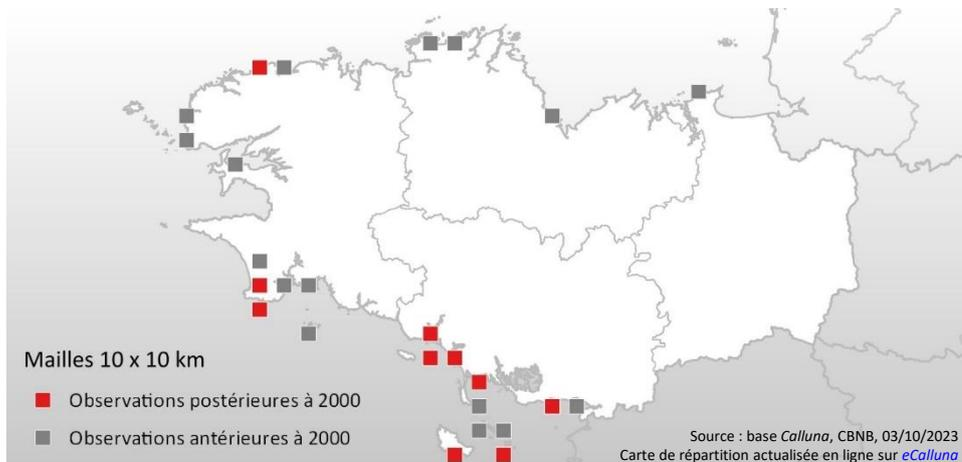 Mailles 10 x 10 km
Observations postérieures à 2000
Observations antérieures à 2000
Source : base Calluna, CBNB, 03/10/2023
Carte de répartition actualisée en ligne sur eCalluna